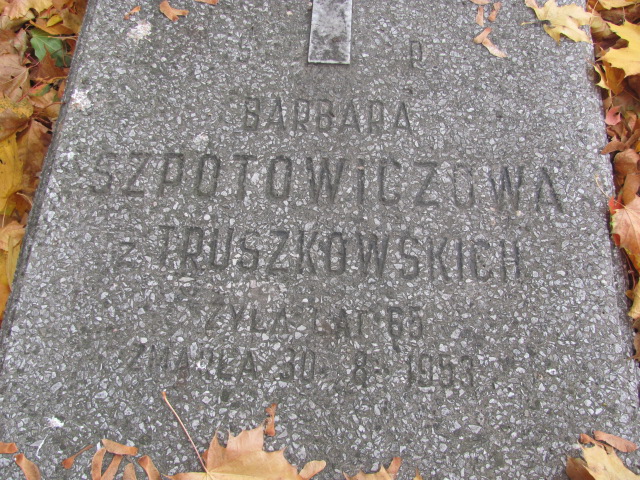 P
BARBARA
SZPOTOWICZOWA
Z TRUSZKOWSKICH
ŻYŁA LAT 65
ZMARŁA 30 8 1953